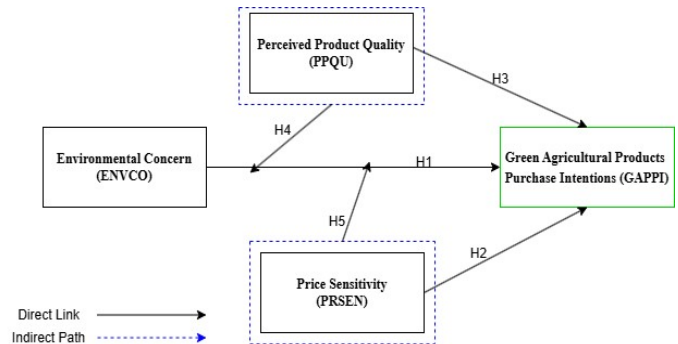 Perceived Product Quality
(PPQU)
H3
H4
Environmental Concern
(ENVCO)
H1
Green Agricultural Products
Purchase Intentions (GAPPI)
H5
H2
Price Sensitivity
(PRSEN)
Direct Link
Indirect Path